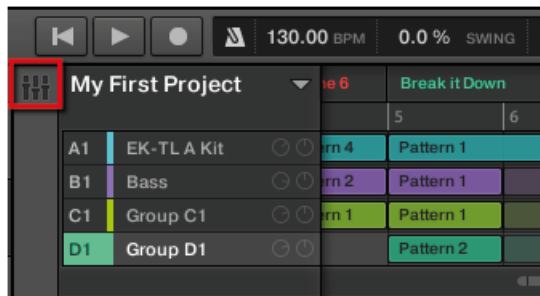 130.00 BPM 0.0 % SWING
My First Project Break it Down
5 6
A1 EK-TL A Kit Pattern 1
B1 Bass Pattern 1
C1 Group C1 Pattern 1
D1 Group D1 Pattern 2